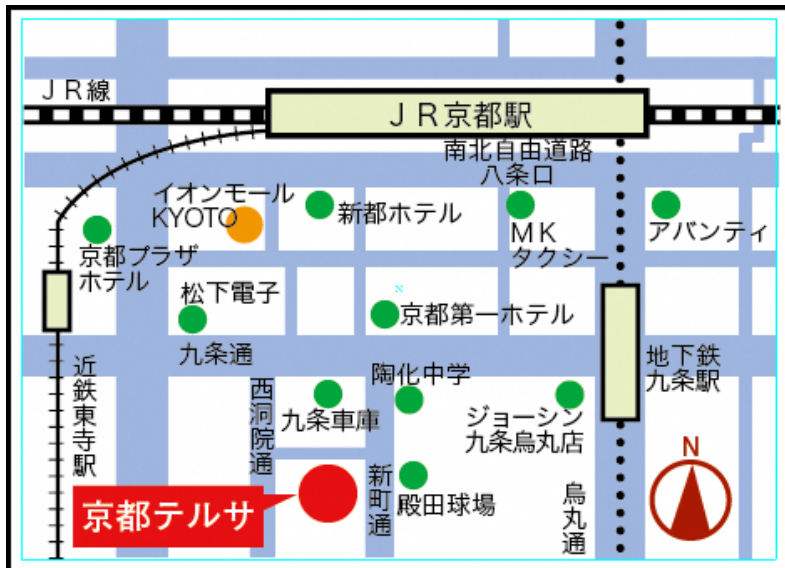 ＪＲ線
ＪＲ京都駅
南北自由道路
八条口
イオンモール
KYOTO
新都ホテル
ＭＫ
タクシー
アバンティ
京都プラザ
ホテル
松下電子
京都第一ホテル
九条通
地下鉄
九条駅
近鉄東寺駅
西洞院通
陶化中学
九条車庫
ジョーシン
九条烏丸店
N
新町通
殿田球場
烏丸通
京都テルサ